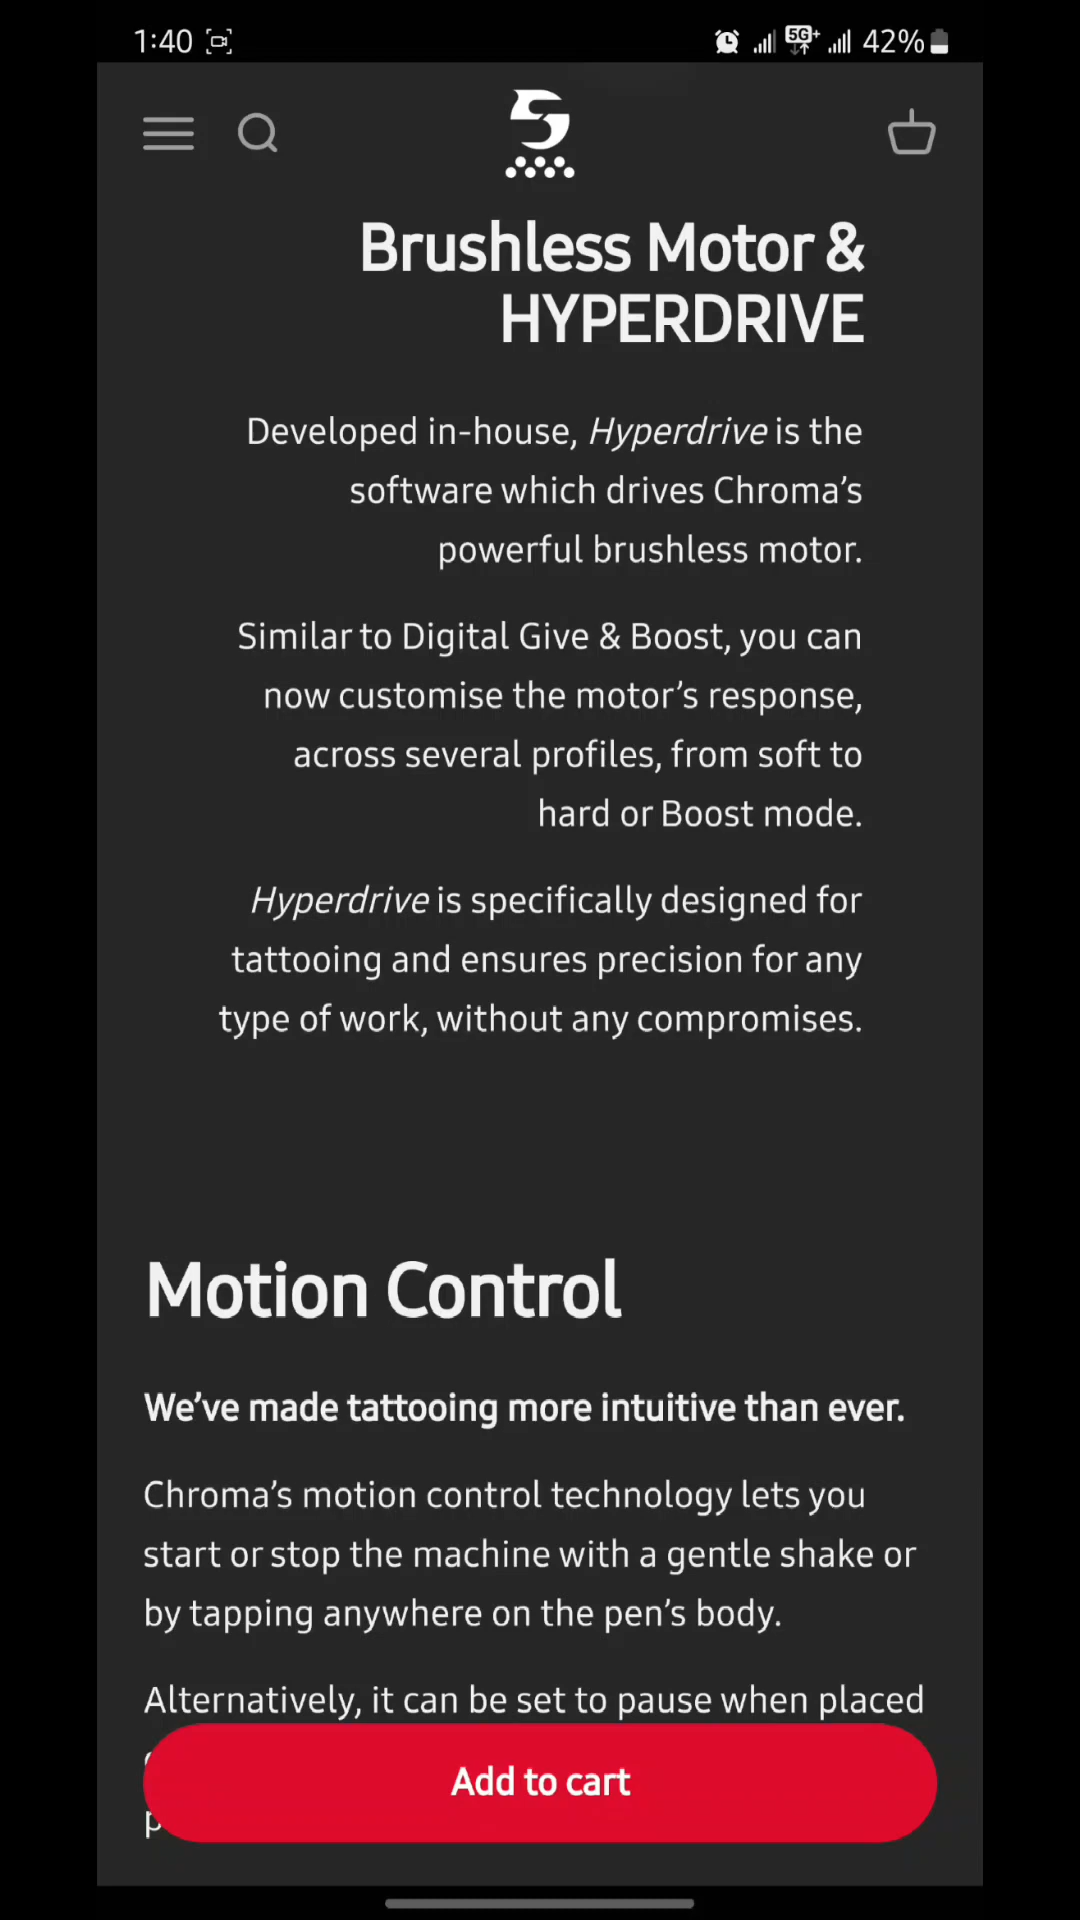 1:40
5G+
42%
Brushless Motor &
HYPERDRIVE
Developed in-house, Hyperdrive is the
software which drives Chroma’s
powerful brushless motor.
Similar to Digital Give & Boost, you can
now customise the motor’s response,
across several profiles, from soft to
hard or Boost mode.
Hyperdrive is specifically designed for
tattooing and ensures precision for any
type of work, without any compromises.
Motion Control
We’ve made tattooing more intuitive than ever.
Chroma’s motion control technology lets you
start or stop the machine with a gentle shake or
by tapping anywhere on the pen’s body.
Alternatively, it can be set to pause when placed
Add to cart